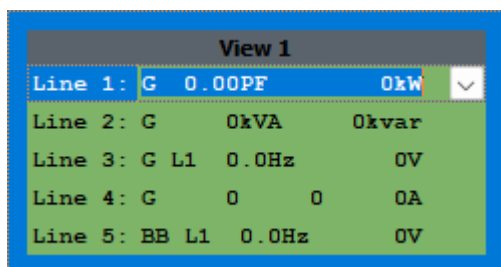 View 1
Line 1: G 0.00PF 0kW
Line 2: G 0kVA 0kvar
Line 3: G L1 0.0Hz 0V
Line 4: G 0 0 0A
Line 5: BB L1 0.0Hz 0V